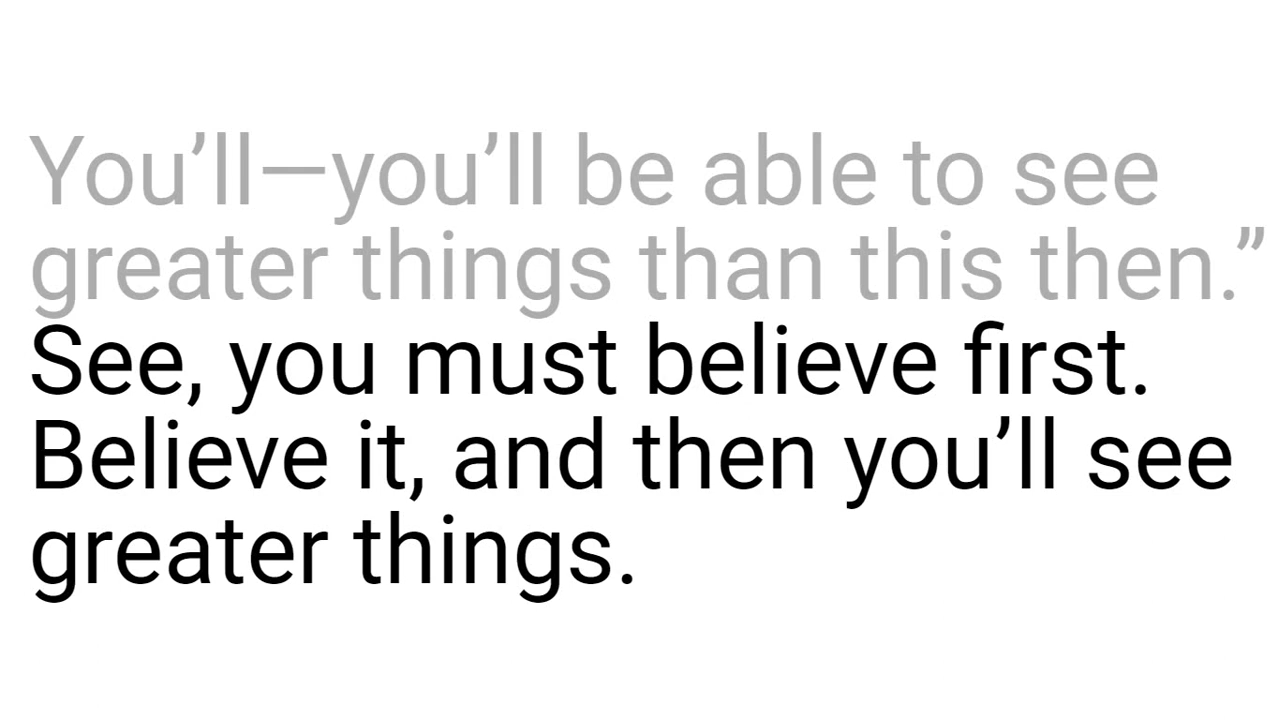 You’ll—you’ll be able to see
greater things than this then.”
See, you must believe first.
Believe it, and then you’ll see
greater things.